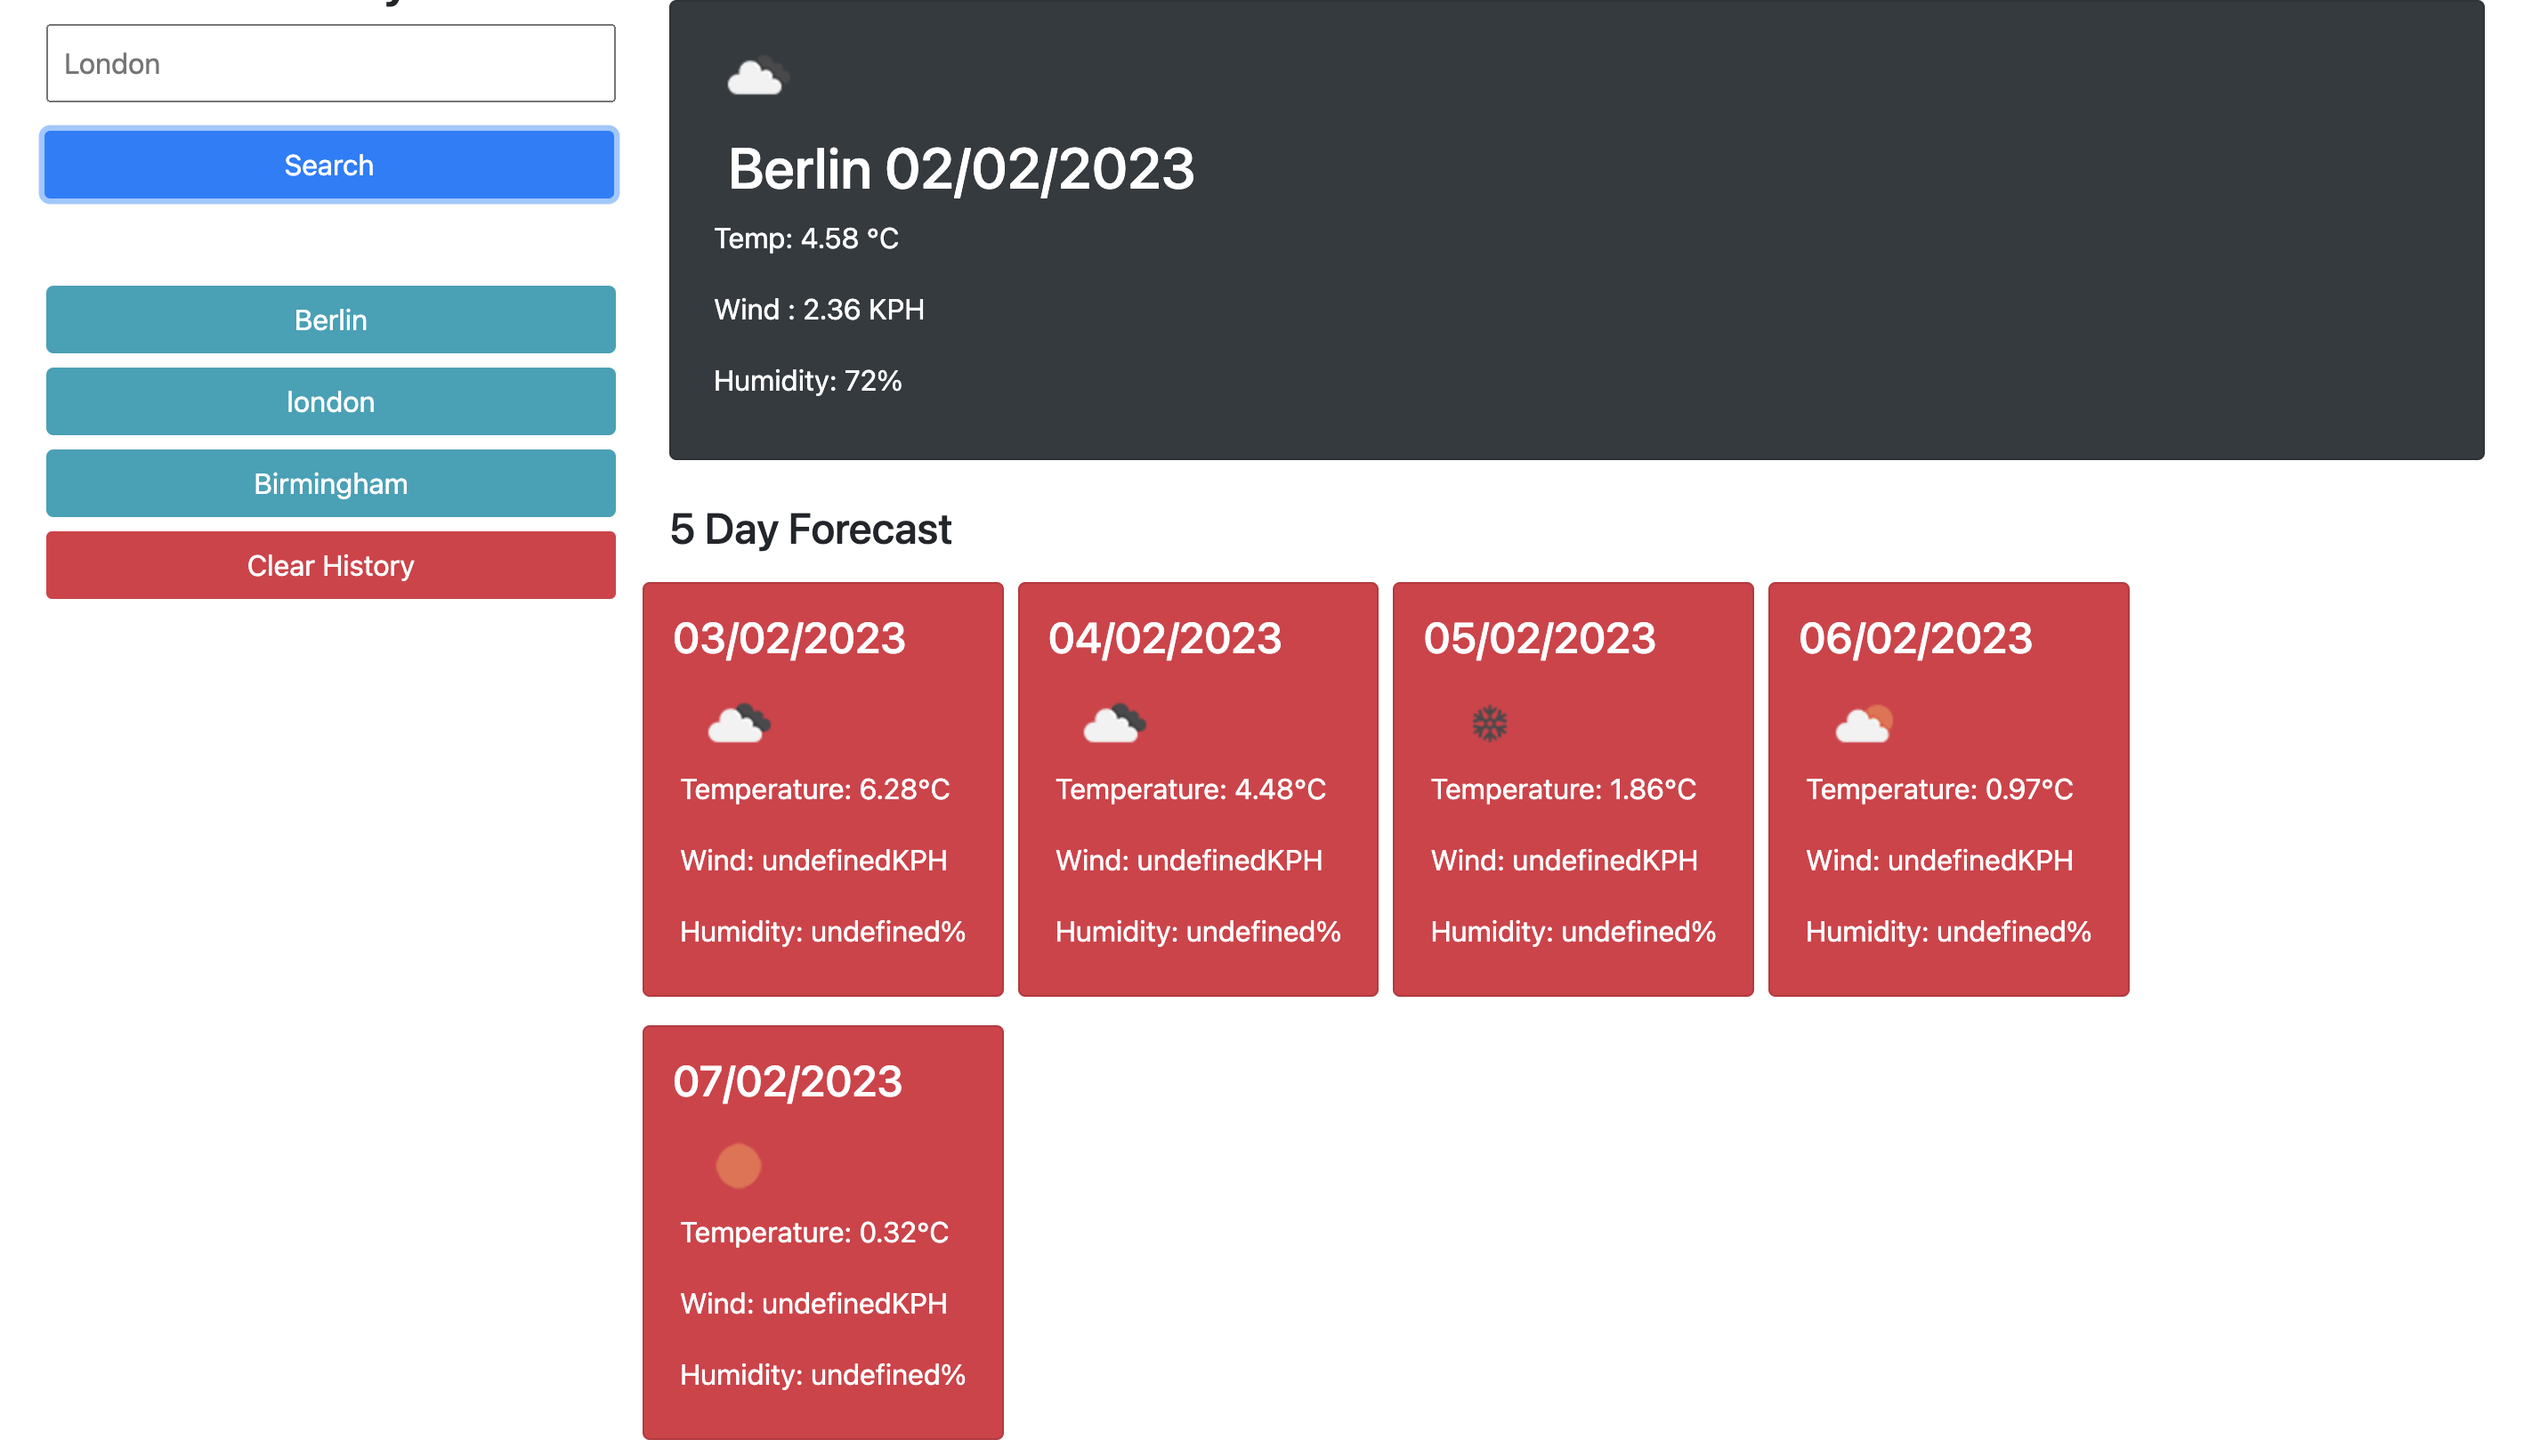 London
Search
Berlin
london
Birmingham
Clear History
Berlin 02/02/2023
Temp: 4.58 °C
Wind : 2.36 KPH
Humidity: 72%
5 Day Forecast
03/02/2023
Temperature: 6.28°C
Wind: undefinedKPH
Humidity: undefined%
04/02/2023
Temperature: 4.48°C
Wind: undefinedKPH
Humidity: undefined%
05/02/2023
Temperature: 1.86°C
Wind: undefinedKPH
Humidity: undefined%
06/02/2023
Temperature: 0.97°C
Wind: undefinedKPH
Humidity: undefined%
07/02/2023
Temperature: 0.32°C
Wind: undefinedKPH
Humidity: undefined%